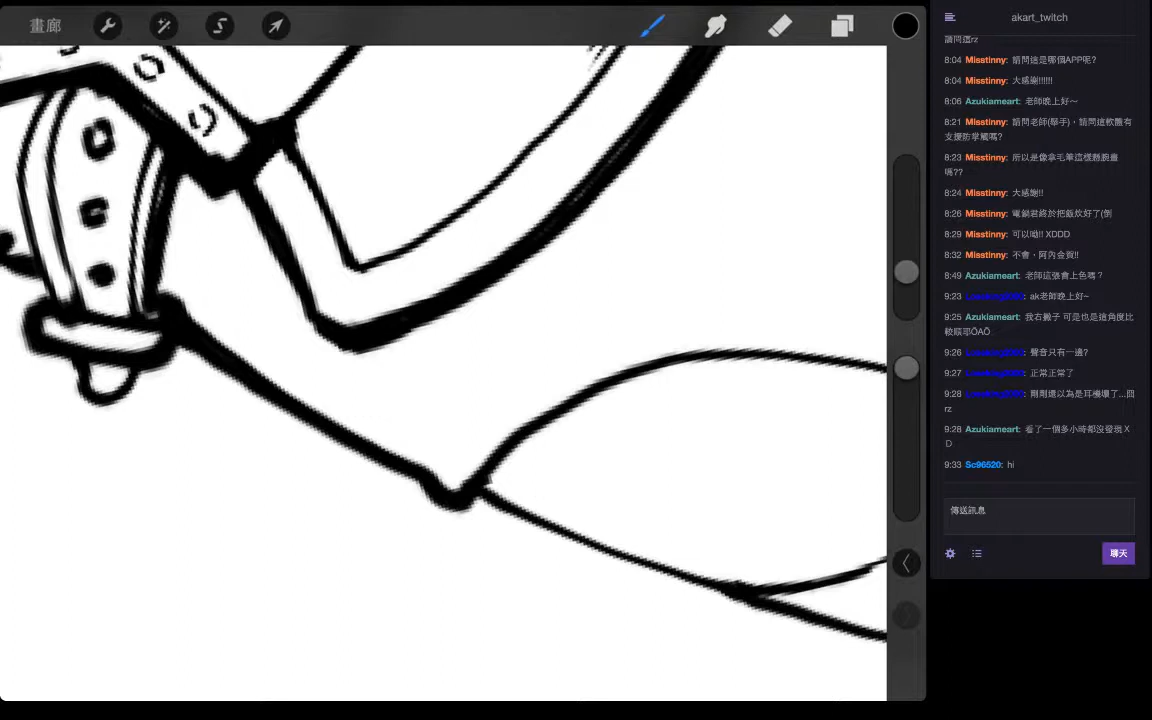 畫廊
akart_twitch
請問這rz
8:04 Misstinny: 請問這是哪個APP呢?
8:04 Misstinny: 大感謝!!!!!!
8:06 Azukiameart: 老師晚上好～
8:21 Misstinny: 請問老師(舉手)，請問這軟體有
支援防掌觸嗎?
8:23 Misstinny: 所以是像拿毛筆這樣懸腕畫
嗎??
8:24 Misstinny: 大感謝!!
8:26 Misstinny: 電鍋君終於把飯炊好了(倒
8:29 Misstinny: 可以呦!! XDDD
8:32 Misstinny: 不會，阿內金賀!!
8:49 Azukiameart: 老師這張會上色嗎？
9:23 ak老師晚上好~
9:25 Azukiameart: 我右撇子 可是也是這角度比
較順耶ÕAÕ
9:26 聲音只有一邊?
9:27 正常正常了
9:28 剛剛還以為是耳機壞了...囧
rz
9:28 Azukiameart: 看了一個多小時都沒發現 X
D
9:33 Sc96520: hi
傳送訊息
聊天